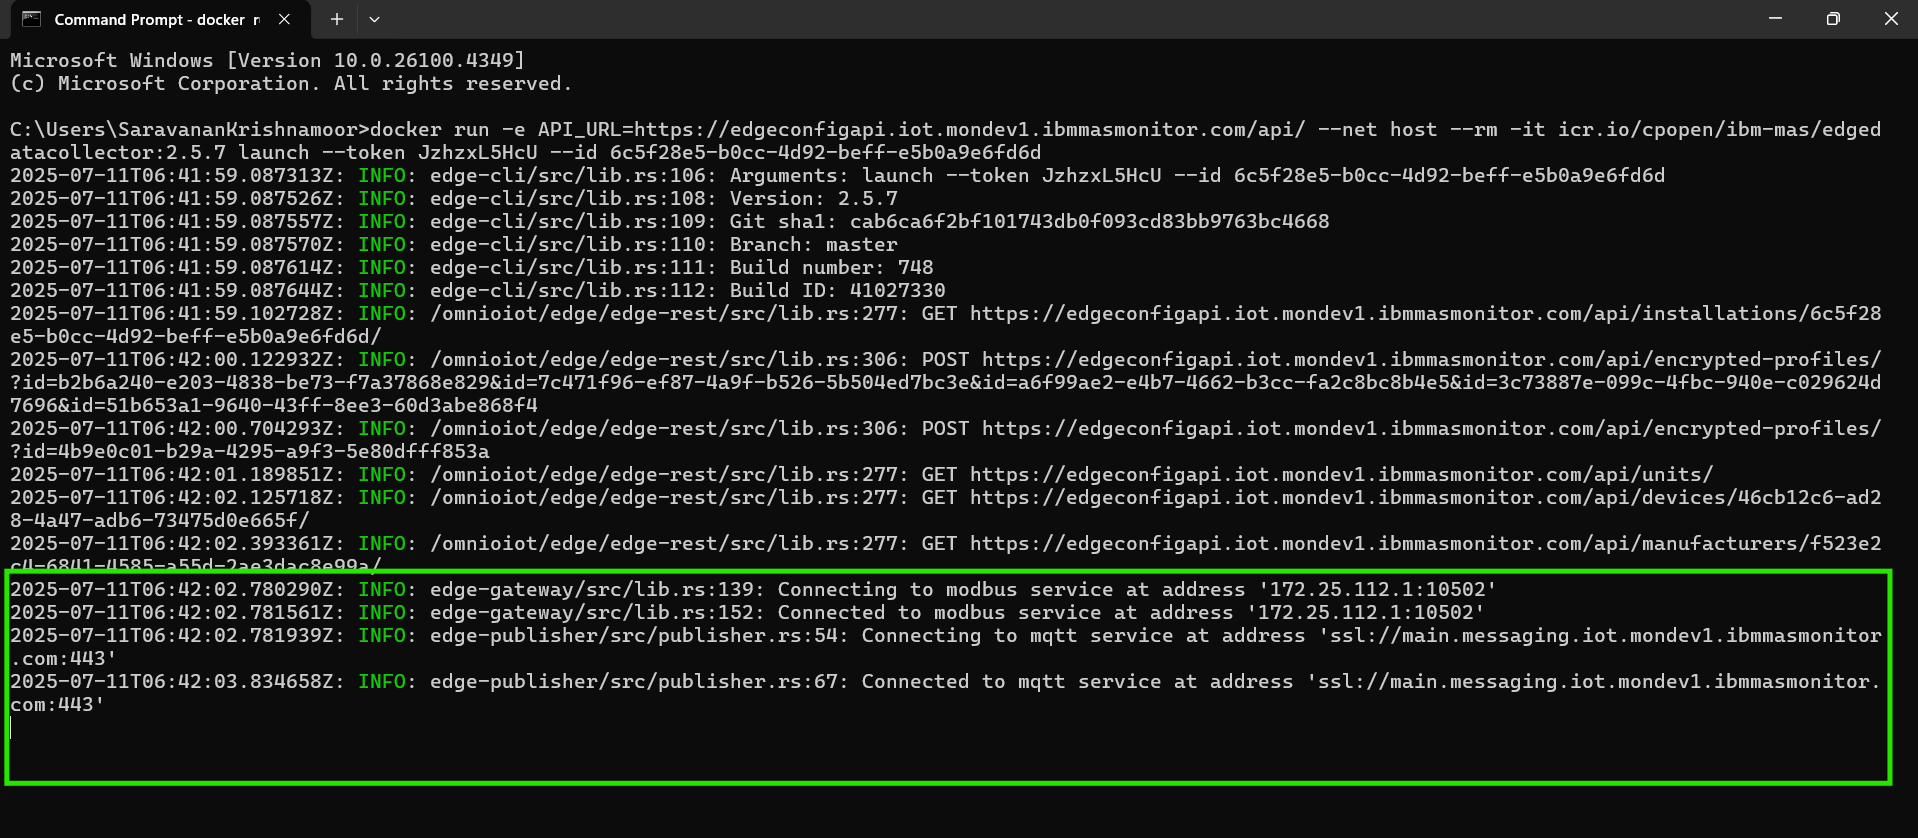 Command Prompt - docker r
Microsoft Windows [Version 10.0.26100.4349]
(c) Microsoft Corporation. All rights reserved.
C:\Users\SaravananKrishnamoor>docker run -e API_URL=https://edgeconfigapi.iot.mondev1.ibmmasmonitor.com/api/ --net host --rm -it icr.io/cpopen/ibm-mas/edged
atacollector:2.5.7 launch --token JzhzxL5HcU --id 6c5f28e5-b0cc-4d92-beff-e5b0a9e6fd6d
2025-07-11T06:41:59.087313Z: INFO: edge-cli/src/lib.rs:106: Arguments: launch --token JzhzxL5HcU --id 6c5f28e5-b0cc-4d92-beff-e5b0a9e6fd6d
2025-07-11T06:41:59.087526Z: INFO: edge-cli/src/lib.rs:108: Version: 2.5.7
2025-07-11T06:41:59.087557Z: INFO: edge-cli/src/lib.rs:109: Git sha1: cab6ca6f2bf101743db0f093cd83bb9763bc4668
2025-07-11T06:41:59.087570Z: INFO: edge-cli/src/lib.rs:110: Branch: master
2025-07-11T06:41:59.087614Z: INFO: edge-cli/src/lib.rs:111: Build number: 748
2025-07-11T06:41:59.087644Z: INFO: edge-cli/src/lib.rs:112: Build ID: 41027330
2025-07-11T06:41:59.102728Z: INFO: /omnioiot/edge/edge-rest/src/lib.rs:277: GET https://edgeconfigapi.iot.mondev1.ibmmasmonitor.com/api/installations/6c5f28
e5-b0cc-4d92-beff-e5b0a9e6fd6d/
2025-07-11T06:42:00.122932Z: INFO: /omnioiot/edge/edge-rest/src/lib.rs:306: POST https://edgeconfigapi.iot.mondev1.ibmmasmonitor.com/api/encrypted-profiles/
?id=b2b6a240-e203-4838-be73-f7a37868e829&id=7c471f96-ef87-4a9f-b526-5b504ed7bc3e&id=a6f99ae2-e4b7-4662-b3cc-fa2c8bc8b4e5&id=3c73887e-099c-4fbc-940e-c029624d
7696&id=51b653a1-9640-43ff-8ee3-60d3abe868f4
2025-07-11T06:42:00.704293Z: INFO: /omnioiot/edge/edge-rest/src/lib.rs:306: POST https://edgeconfigapi.iot.mondev1.ibmmasmonitor.com/api/encrypted-profiles/
?id=4b9e0c01-b29a-4295-a9f3-5e80dfff853a
2025-07-11T06:42:01.189851Z: INFO: /omnioiot/edge/edge-rest/src/lib.rs:277: GET https://edgeconfigapi.iot.mondev1.ibmmasmonitor.com/api/units/
2025-07-11T06:42:02.125718Z: INFO: /omnioiot/edge/edge-rest/src/lib.rs:277: GET https://edgeconfigapi.iot.mondev1.ibmmasmonitor.com/api/devices/46cb12c6-ad2
8-4a47-adb6-73475d0e665f/
2025-07-11T06:42:02.393361Z: INFO: /omnioiot/edge/edge-rest/src/lib.rs:277: GET https://edgeconfigapi.iot.mondev1.ibmmasmonitor.com/api/manufacturers/f523e2
c4-6841-4585-a55d-2ae3dac8e99a/
2025-07-11T06:42:02.780290Z: INFO: edge-gateway/src/lib.rs:139: Connecting to modbus service at address '172.25.112.1:10502'
2025-07-11T06:42:02.781561Z: INFO: edge-gateway/src/lib.rs:152: Connected to modbus service at address '172.25.112.1:10502'
2025-07-11T06:42:02.781939Z: INFO: edge-publisher/src/publisher.rs:54: Connecting to mqtt service at address 'ssl://main.messaging.iot.mondev1.ibmmasmonitor
.com:443'
2025-07-11T06:42:03.834658Z: INFO: edge-publisher/src/publisher.rs:67: Connected to mqtt service at address 'ssl://main.messaging.iot.mondev1.ibmmasmonitor.
com:443'